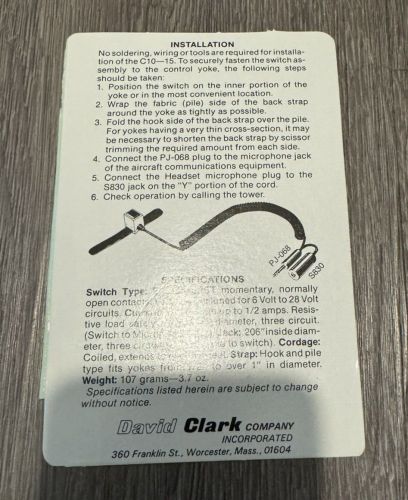 INSTALLATION
No soldering, wiring or tools are required for installa-
tion of the C10—15. To securely fasten the switch as-
sembly to the control yoke, the following steps
should be taken:
1. Position the switch on the inner portion of the
yoke or in the most convenient location.
2. Wrap the fabric (pile) side of the back strap
around the yoke as tightly as possible.
3. Fold the hook side of the back strap over the pile.
For yokes having a very thin cross-section, it may
be necessary to shorten the back strap by scissor
trimming the required amount from each side.
4. Connect the PJ-068 plug to the microphone jack
of the aircraft communications equipment.
5. Connect the Headset microphone plug to the
S830 jack on the "Y" portion of the cord.
6. Check operation by calling the tower.
PJ-068
S830
SPECIFICATIONS
Switch Type: momentary, normally
open for 6 Volt to 28 Volt
circuits. up to 1/2 amps. Resis-
tive load diameter, three circuit.
(Switch to .206" inside diam-
eter, three to switch). Cordage:
Coiled, extends Strap: Hook and pile
type fits yokes from to over 1" in diameter.
Weight: 107 grams—3.7 oz.
Specifications listed herein are subject to change
without notice.
David Clark COMPANY
INCORPORATED
360 Franklin St., Worcester, Mass., 01604